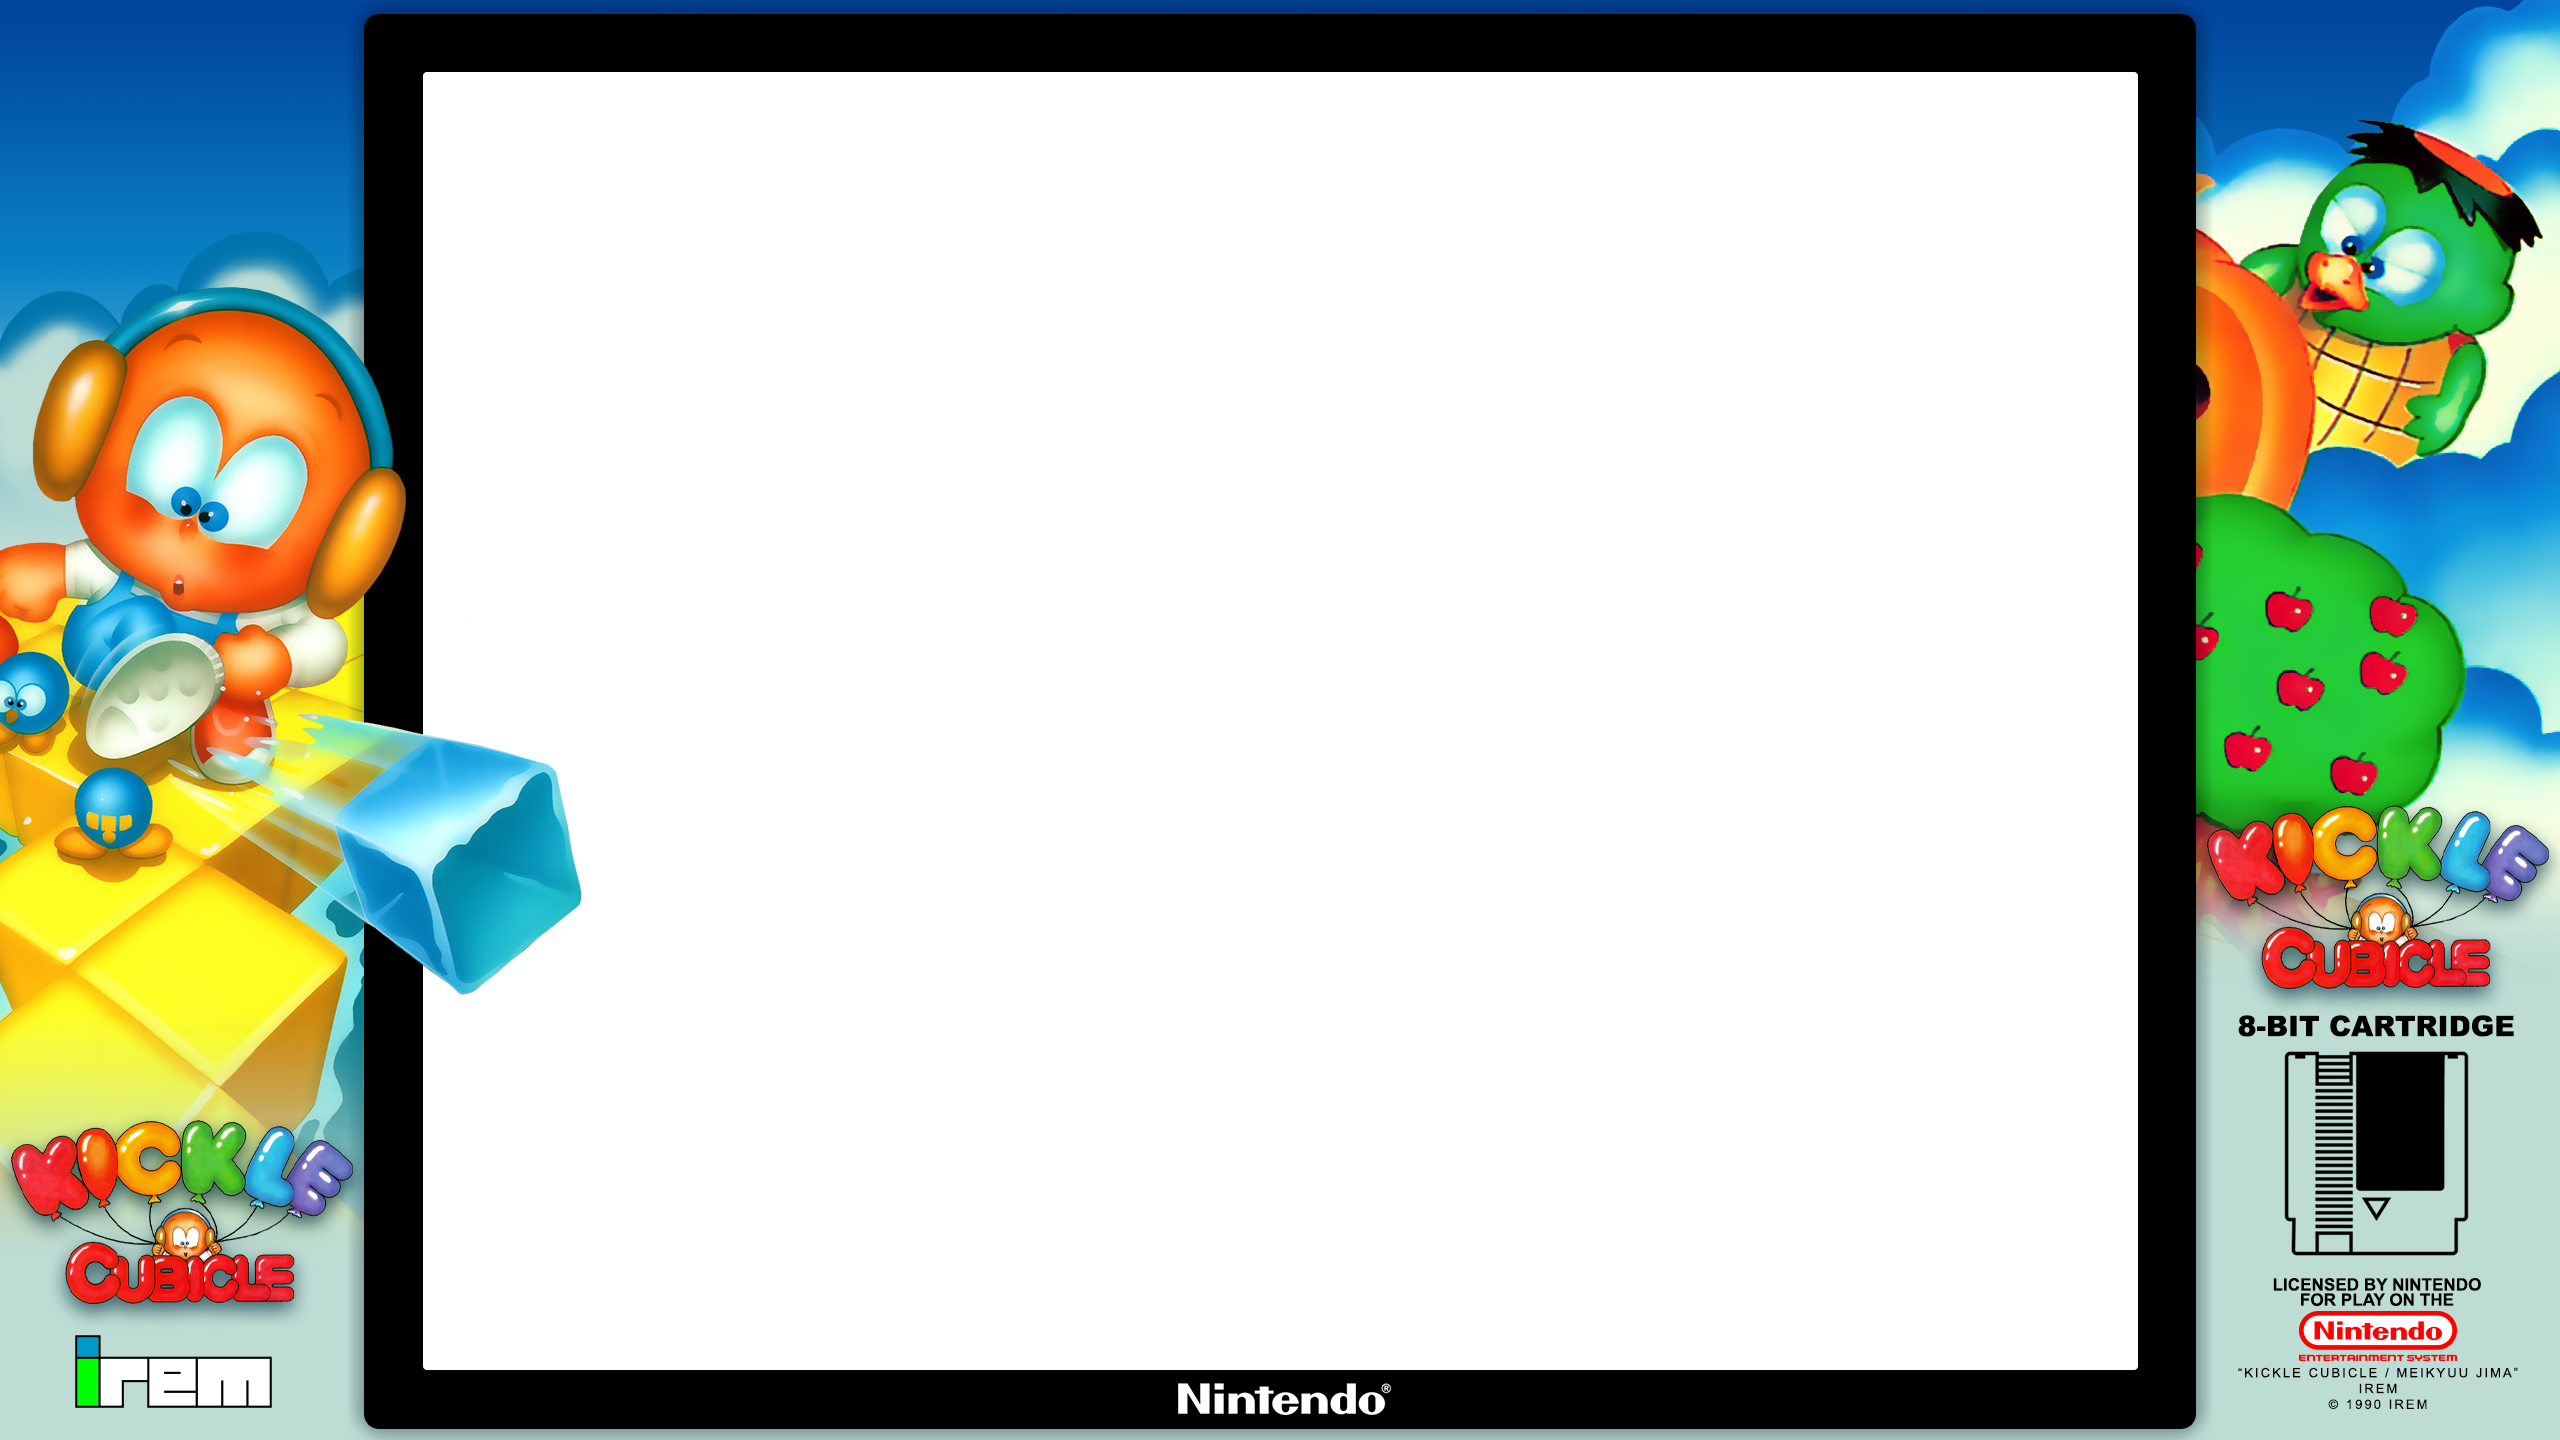 KICKLE
CUBICLE
irem
Nintendo®
KICKLE
CUBICLE
8-BIT CARTRIDGE
LICENSED BY NINTENDO
FOR PLAY ON THE
Nintendo
ENTERTAINMENT SYSTEM
“KICKLE CUBICLE / MEIKYUU JIMA”
IREM
© 1990 IREM